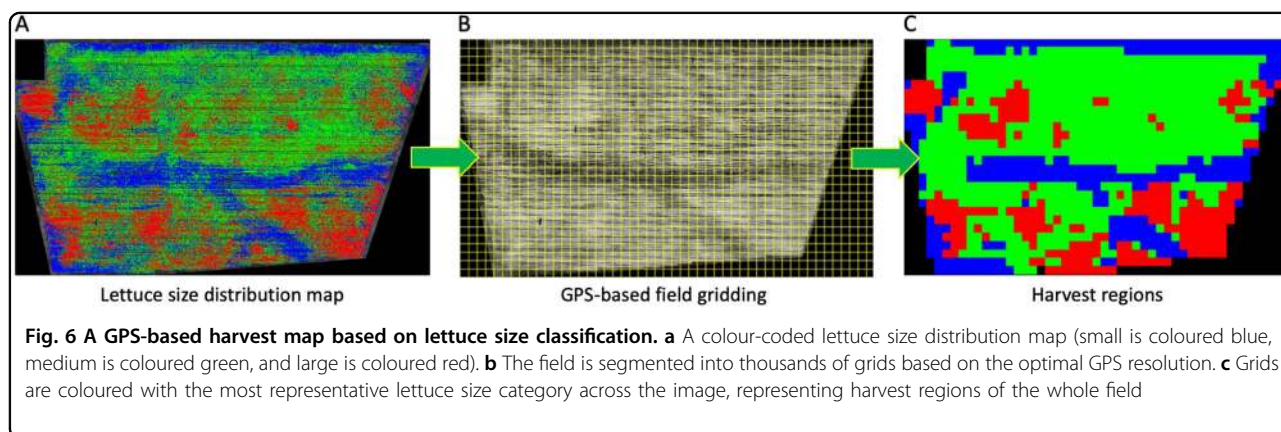 A
B
C
Lettuce size distribution map
GPS-based field gridding
Harvest regions
Fig. 6 A GPS-based harvest map based on lettuce size classification. a A colour-coded lettuce size distribution map (small is coloured blue,
medium is coloured green, and large is coloured red). b The field is segmented into thousands of grids based on the optimal GPS resolution. c Grids
are coloured with the most representative lettuce size category across the image, representing harvest regions of the whole field